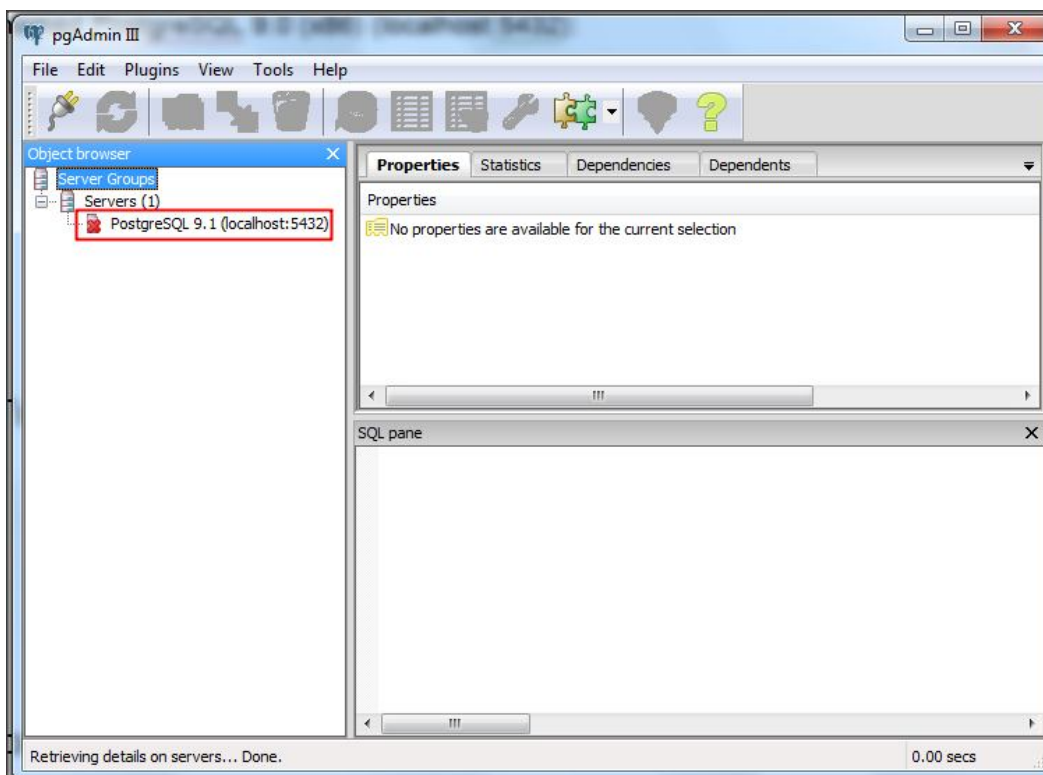 pgAdmin III
File Edit Plugins View Tools Help
Object browser
Server Groups
Servers (1)
PostgreSQL 9.1 (localhost:5432)
Properties Statistics Dependencies Dependents
Properties
No properties are available for the current selection
SQL pane
Retrieving details on servers... Done.
0.00 secs